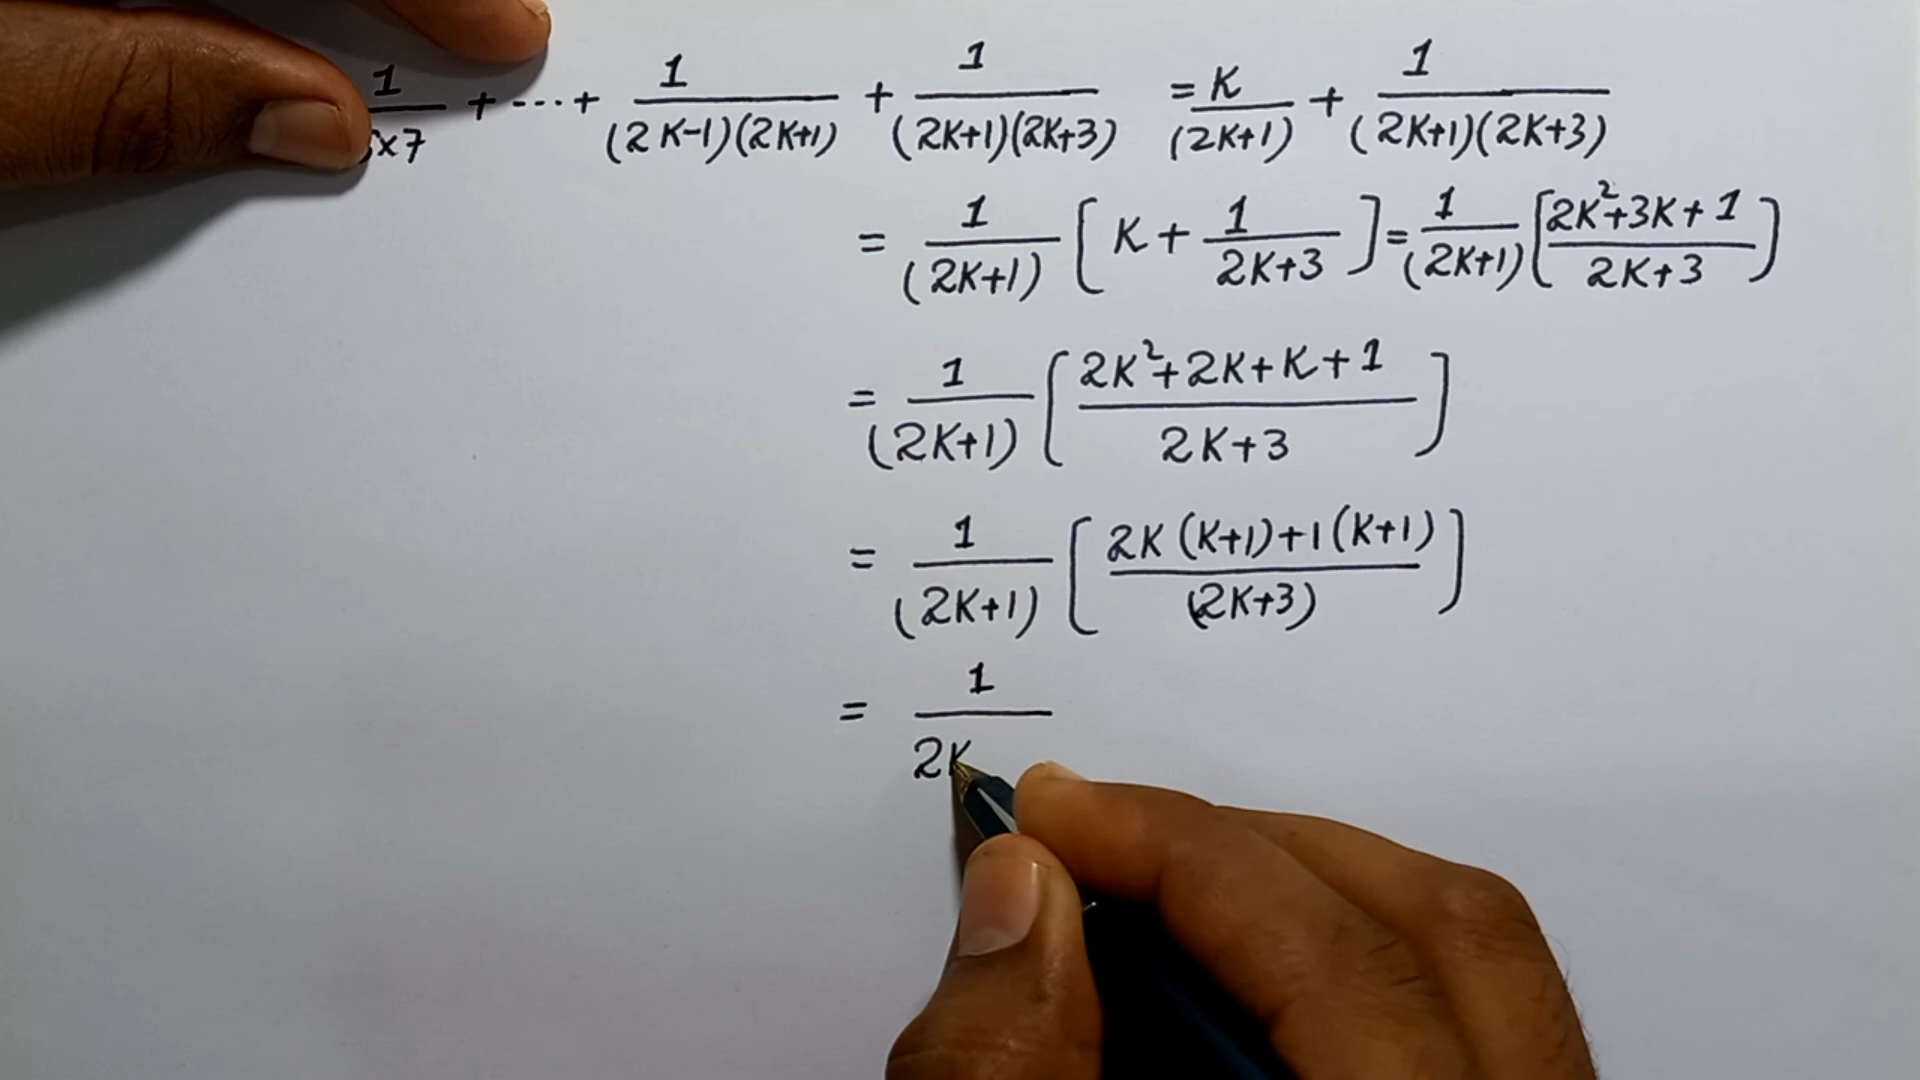 1/5×7 + ---- + 1/(2K-1)(2K+1) + 1/(2K+1)(2K+3) = K/(2K+1) + 1/(2K+1)(2K+3)
= 1/(2K+1) [K + 1/2K+3] = 1/(2K+1) [2K²+3K+1/2K+3]
= 1/(2K+1) [2K²+2K+K+1/2K+3]
= 1/(2K+1) [2K(K+1)+1(K+1)/(2K+3)]
= 1/2K